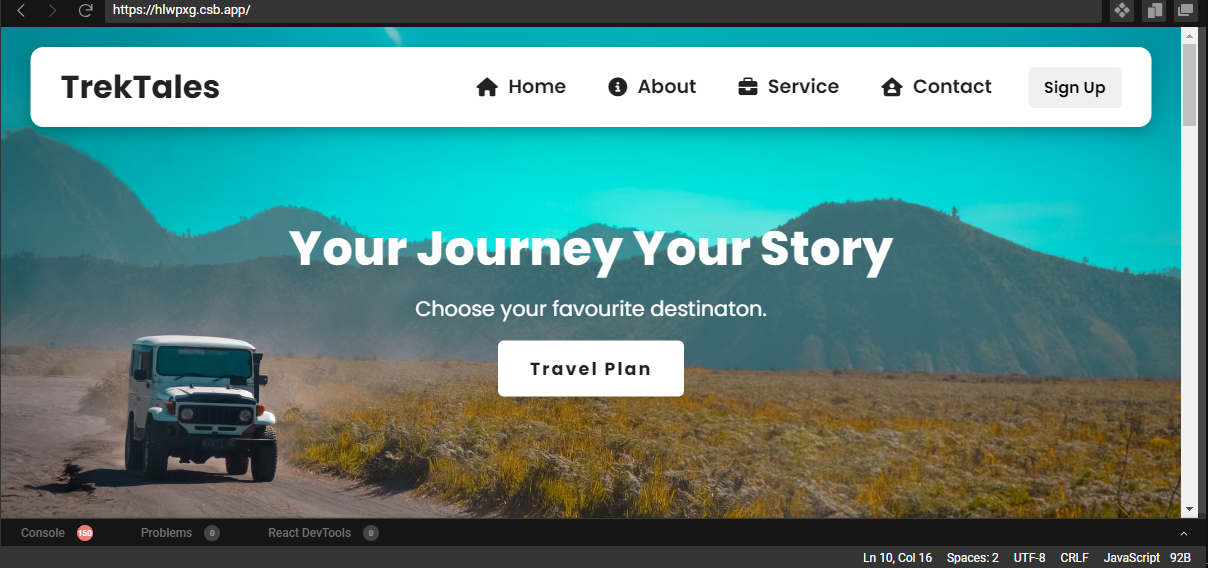 https://hlwpxg.csb.app/
TrekTales Home About Service Contact Sign Up
Your Journey Your Story
Choose your favourite destinaton.
Travel Plan
Console 150 Problems 0 React DevTools 0
Ln 10, Col 16 Spaces: 2 UTF-8 CRLF JavaScript 92B